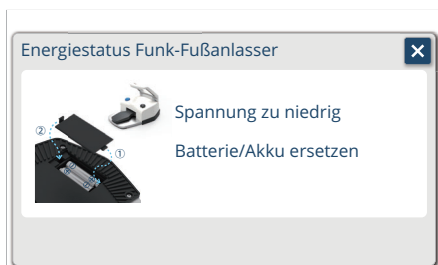 Energiestatus Funk-Fußanlasser
Spannung zu niedrig
②
Batterie/Akku ersetzen
①